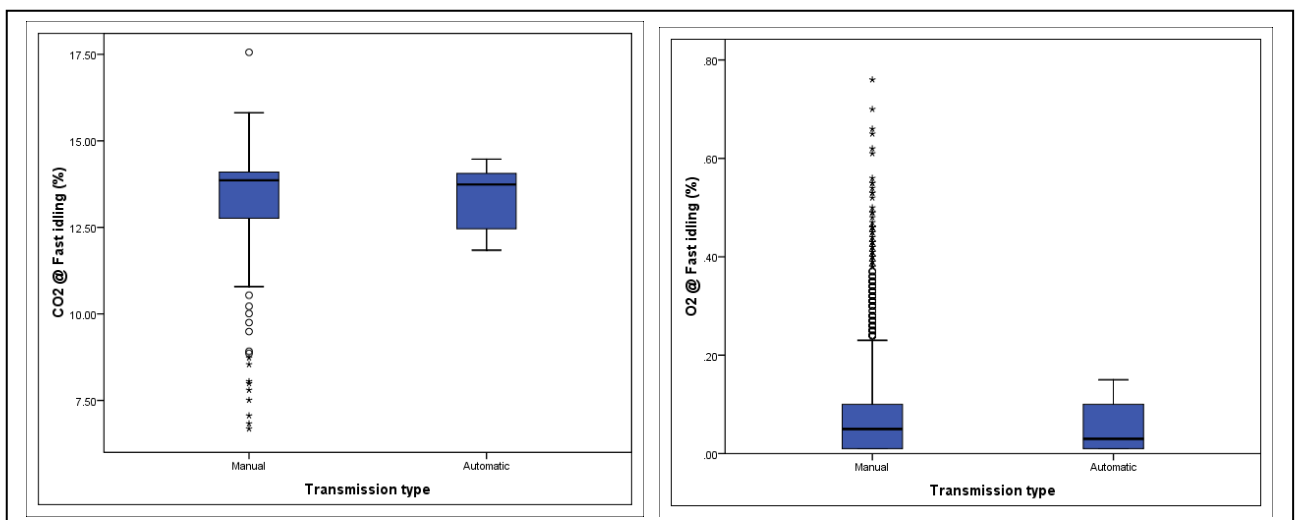 17.50
15.00
12.50
10.00
7.50
CO2 @ Fast idling (%)
Manual
Automatic
Transmission type
.80
.60
.40
.20
.00
O2 @ Fast idling (%)
Manual
Automatic
Transmission type